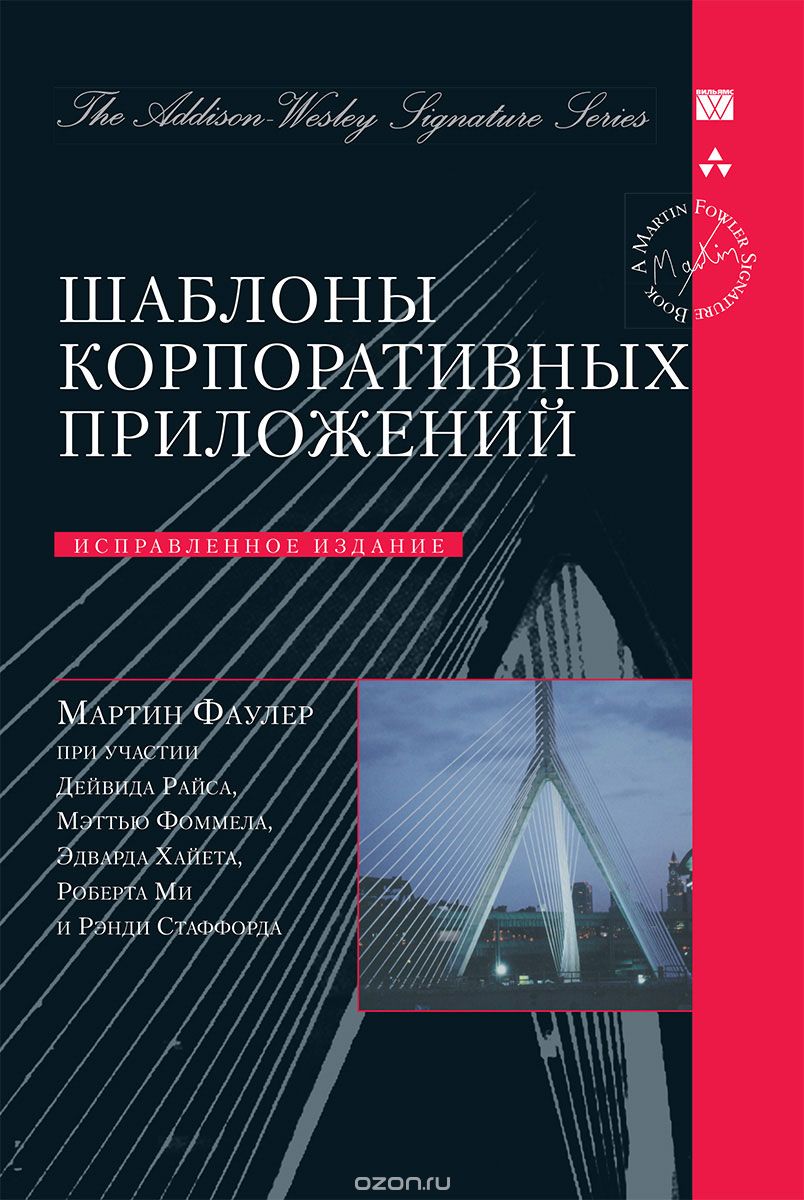 The Addison-Wesley Signature Series
ВИЛЬЯМС
W
A MARTIN FOWLER SIGNATURE BOOK
Martin
ШАБЛОНЫ
КОРПОРАТИВНЫХ
ПРИЛОЖЕНИЙ
ИСПРАВЛЕННОЕ ИЗДАНИЕ
МАРТИН ФАУЛЕР
ПРИ УЧАСТИИ
ДЕЙВИДА РАЙСА,
МЭТТЬЮ ФОММЕЛА,
ЭДВАРДА ХАЙЕТА,
РОБЕРТА МИ
И РЭНДИ СТАФФОРДА
ozon.ru